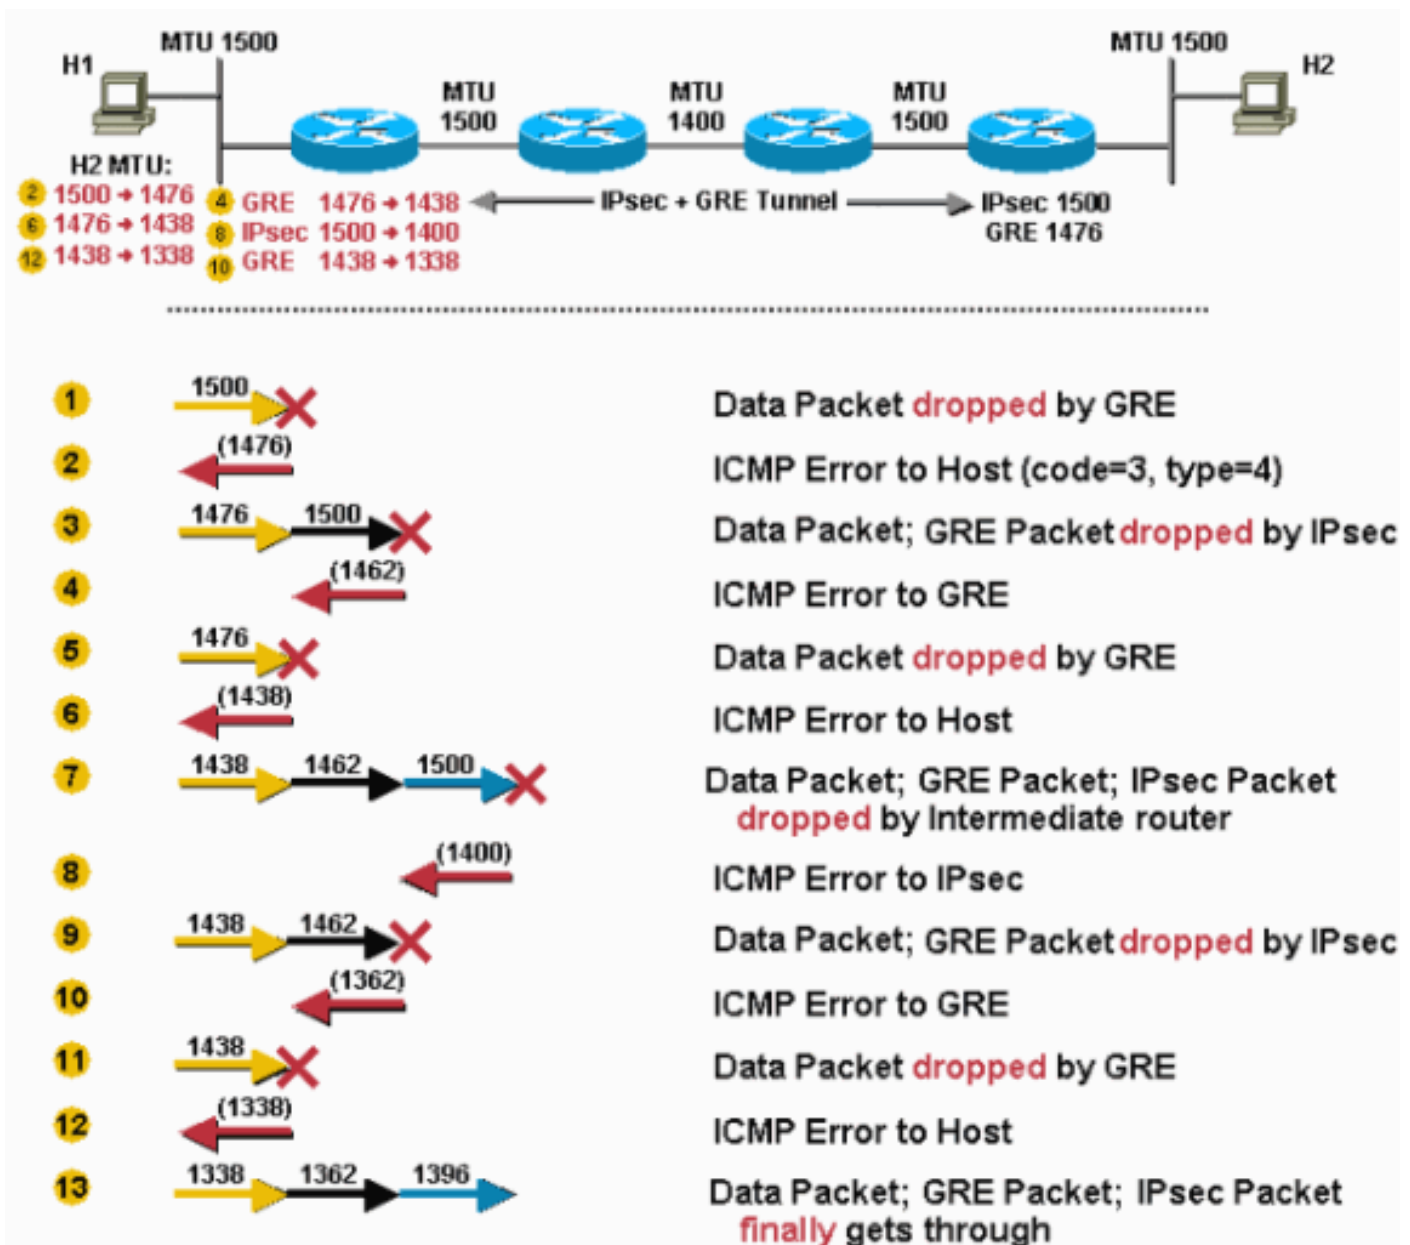 MTU 1500
MTU 1500
H1
H2
MTU
1500
MTU
1400
MTU
1500
H2 MTU:
2 1500 → 1476
6 1476 → 1438
12 1438 → 1338
4 GRE 1476 → 1438
8 IPsec 1500 → 1400
10 GRE 1438 → 1338
IPsec + GRE Tunnel
IPsec 1500
GRE 1476
1 1500 Data Packet dropped by GRE
2 (1476) ICMP Error to Host (code=3, type=4)
3 1476 1500 Data Packet; GRE Packet dropped by IPsec
4 (1462) ICMP Error to GRE
5 1476 Data Packet dropped by GRE
6 (1438) ICMP Error to Host
7 1438 1462 1500 Data Packet; GRE Packet; IPsec Packet
dropped by Intermediate router
8 (1400) ICMP Error to IPsec
9 1438 1462 Data Packet; GRE Packet dropped by IPsec
10 (1362) ICMP Error to GRE
11 1438 Data Packet dropped by GRE
12 (1338) ICMP Error to Host
13 1338 1362 1396 Data Packet; GRE Packet; IPsec Packet
finally gets through